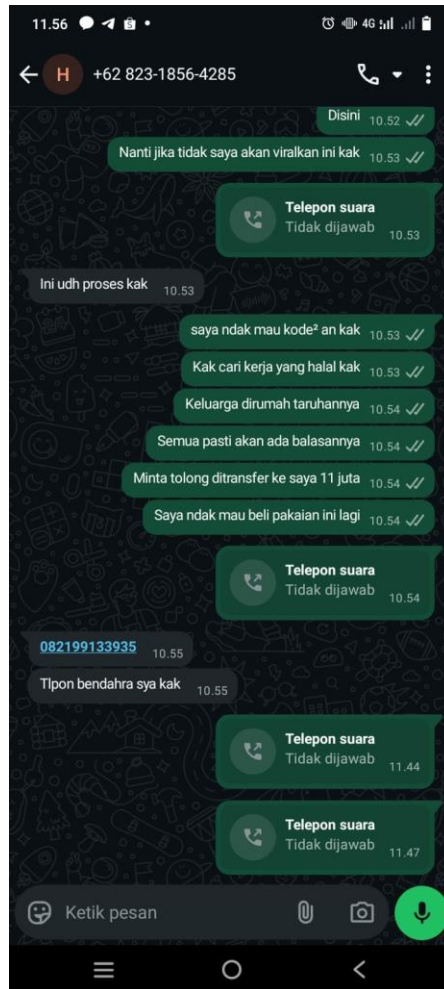 11.56
4G
H +62 823-1856-4285
Disini 10.52
Nanti jika tidak saya akan viralkan ini kak 10.53
Telepon suara
Tidak dijawab 10.53
Ini udh proses kak 10.53
saya ndak mau kode² an kak 10.53
Kak cari kerja yang halal kak 10.53
Keluarga dirumah taruhannya 10.54
Semua pasti akan ada balasannya 10.54
Minta tolong ditransfer ke saya 11 juta 10.54
Saya ndak mau beli pakaian ini lagi 10.54
Telepon suara
Tidak dijawab 10.54
082199133935 10.55
Tlpon bendahra sya kak 10.55
Telepon suara
Tidak dijawab 11.44
Telepon suara
Tidak dijawab 11.47
Ketik pesan